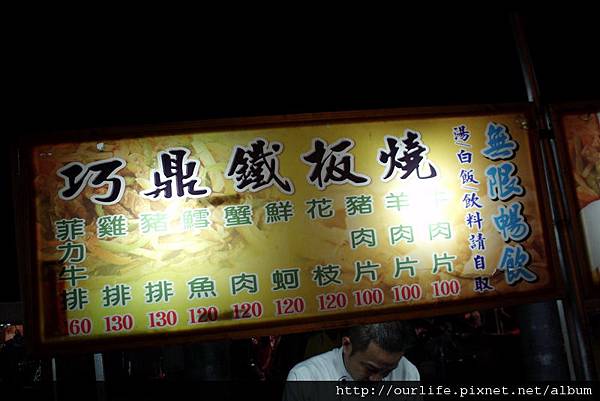 巧鼎鐵板燒
菲力牛排 160
雞排 130
豬排 130
鱈魚 120
蟹肉 120
鮮蚵 120
花枝 120
豬肉片 100
羊肉片 100
牛肉片 100
湯/白飯/飲料請自取
無限暢飲
http://ourlife.pixnet.net/album